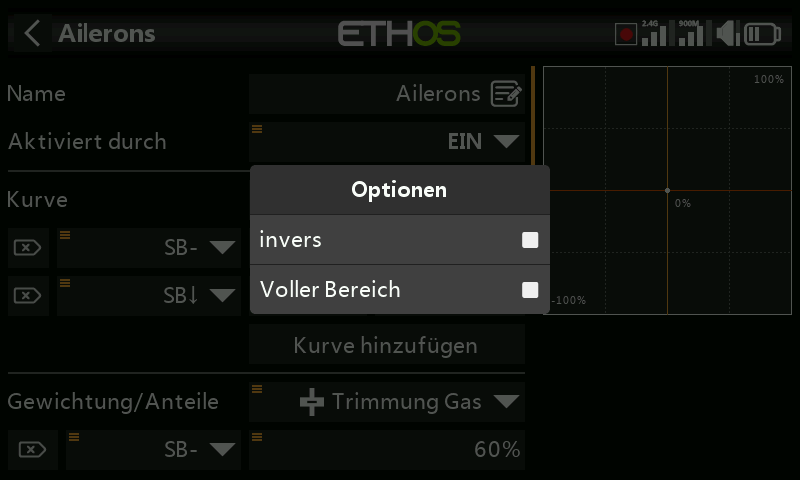 Ailerons
ETHOS
2.4G
900M
Name
Ailerons
Aktiviert durch
EIN
100%
Optionen
Kurve
SB-
invers
0%
SB↓
Voller Bereich
-100%
Kurve hinzufügen
Gewichtung/Anteile
Trimmung Gas
SB-
60%